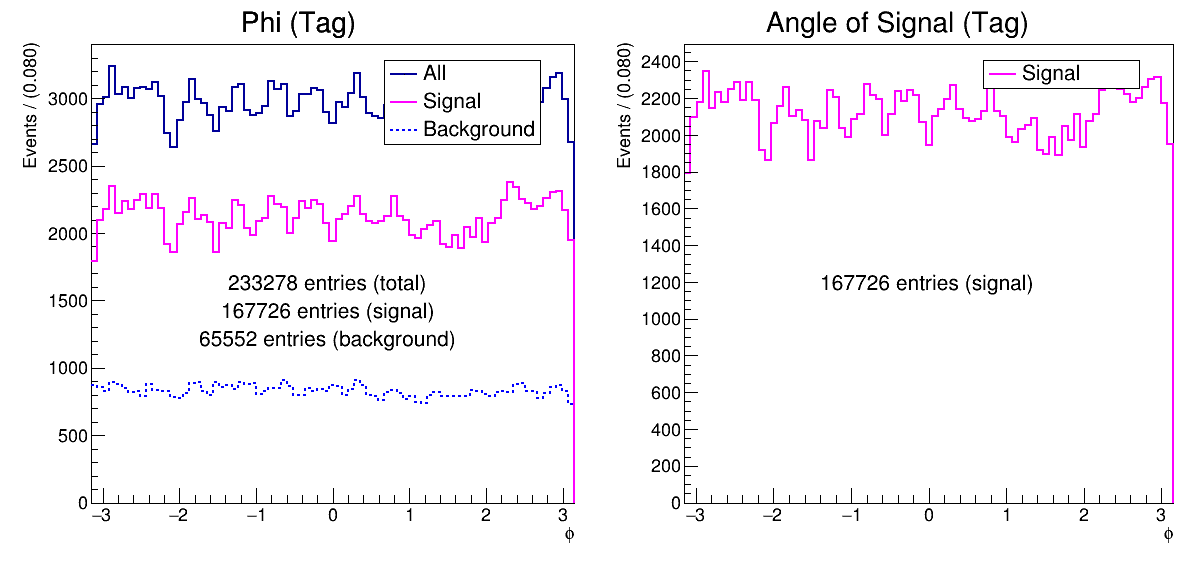 Phi (Tag)
Events / (0.080)
3000
2500
2000
1500
1000
500
0
All
Signal
Background
233278 entries (total)
167726 entries (signal)
65552 entries (background)
−3 −2 −1 0 1 2 3
ϕ
Angle of Signal (Tag)
Events / (0.080)
2400
2200
2000
1800
1600
1400
1200
1000
800
600
400
200
0
Signal
167726 entries (signal)
−3 −2 −1 0 1 2 3
ϕ